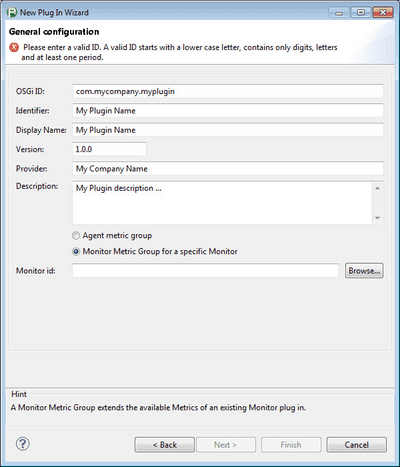 New Plug In Wizard
General configuration
Please enter a valid ID. A valid ID starts with a lower case letter, contains only digits, letters
and at least one period.
OSGi ID: com.mycompany.myplugin
Identifier: My Plugin Name
Display Name: My Plugin Name
Version: 1.0.0
Provider: My Company Name
Description: My Plugin description ...
Agent metric group
Monitor Metric Group for a specific Monitor
Monitor id: Browse...
Hint
A Monitor Metric Group extends the available Metrics of an existing Monitor plug in.
? < Back Next > Finish Cancel